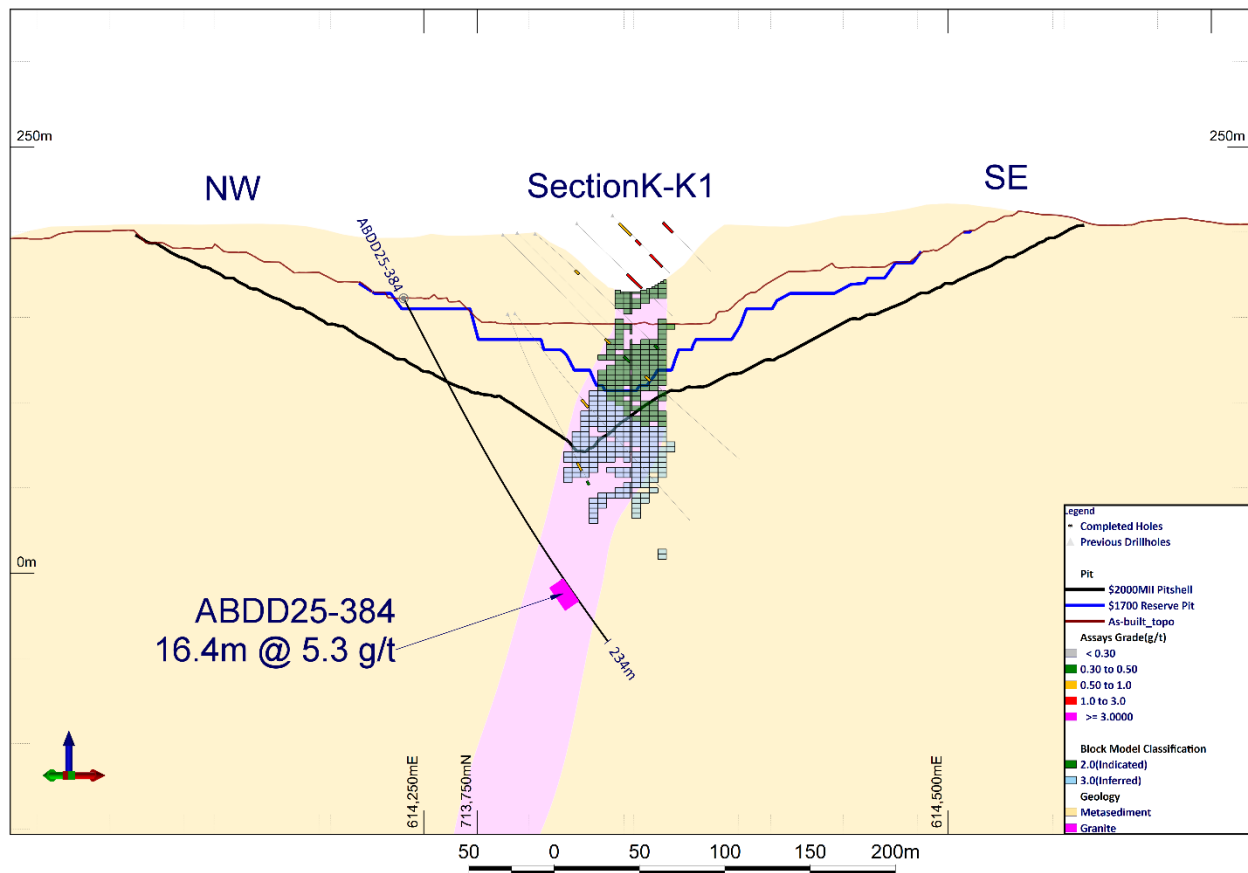 250m
250m
NW
SectionK-K1
SE
ABDD25-384
0m
ABDD25-384
16.4m @ 5.3 g/t
234m
614,250mE
713,750mN
614,500mE
50 0 50 100 150 200m
Legend
Completed Holes
Previous Drillholes
Pit
$2000MII Pitshell
$1700 Reserve Pit
As-built_topo
Assays Grade(g/t)
< 0.30
0.30 to 0.50
0.50 to 1.0
1.0 to 3.0
>= 3.0000
Block Model Classification
2.0(Indicated)
3.0(Inferred)
Geology
Metasediment
Granite